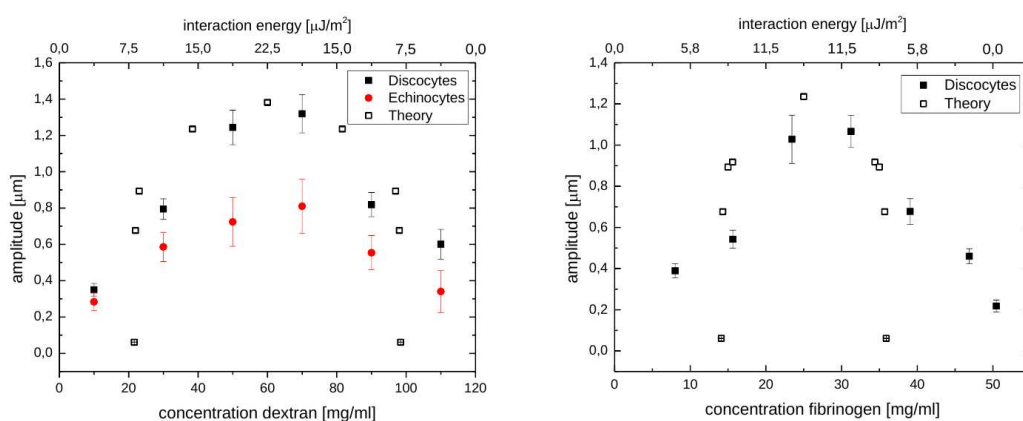 interaction energy [μJ/m²]
0,0 7,5 15,0 22,5 15,0 7,5 0,0
1,6
1,4
1,2
1,0
0,8
0,6
0,4
0,2
0,0
amplitude [μm]
Discocytes
Echinocytes
Theory
0 20 40 60 80 100 120
concentration dextran [mg/ml]
interaction energy [μJ/m²]
0,0 5,8 11,5 11,5 5,8 0,0
1,4
1,2
1,0
0,8
0,6
0,4
0,2
0,0
amplitude [μm]
Discocytes
Theory
0 10 20 30 40 50
concentration fibrinogen [mg/ml]